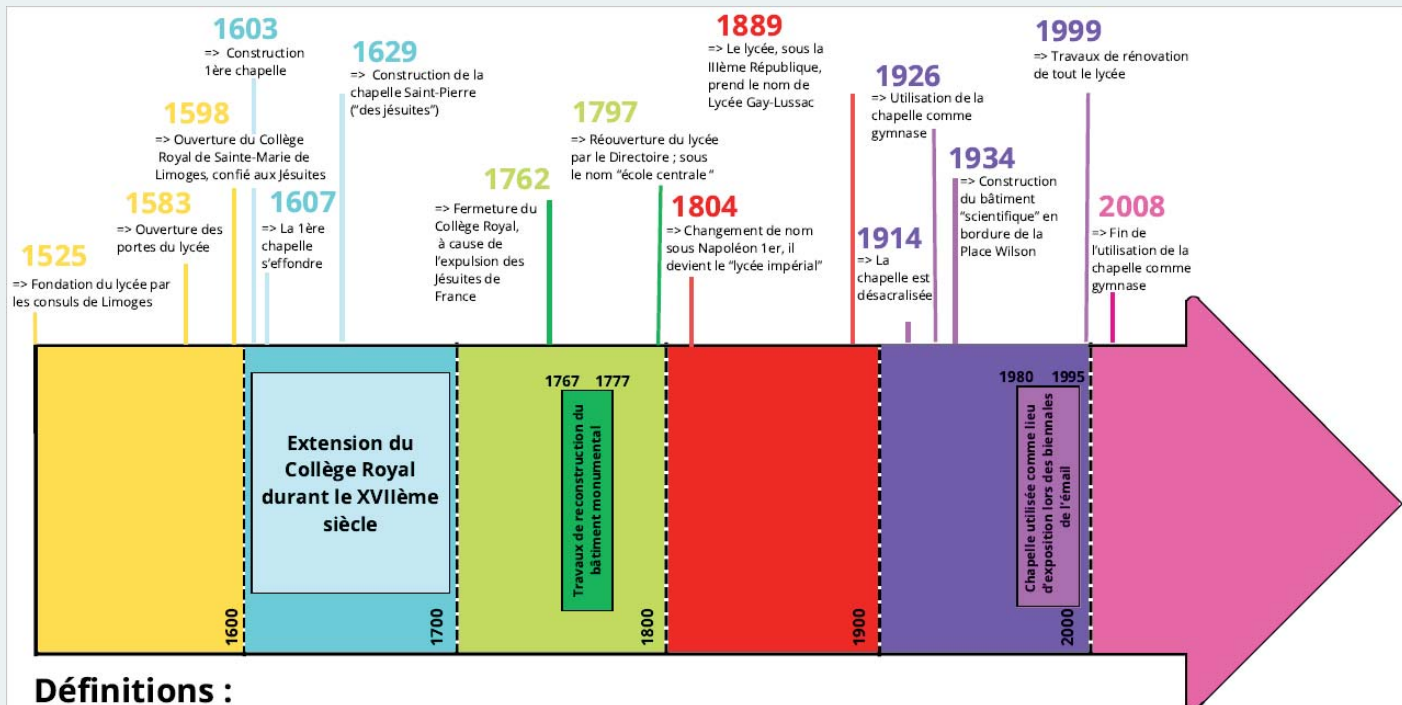 1525
=> Fondation du lycée par
les consuls de Limoges
1583
=> Ouverture des
portes du lycée
1598
=> Ouverture du Collège
Royal de Sainte-Marie de
Limoges, confié aux Jésuites
1603
=> Construction
1ère chapelle
1607
=> La 1ère
chapelle
s’effondre
1629
=> Construction de la
chapelle Saint-Pierre
(“des jésuites”)
1762
=> Fermeture du
Collège Royal,
à cause de
l’expulsion des
Jésuites de
France
1797
=> Réouverture du lycée
par le Directoire ; sous
le nom “école centrale “
1804
=> Changement de nom
sous Napoléon 1er, il
devient le “lycée impérial”
1889
=> Le lycée, sous la
IIIème République,
prend le nom de
Lycée Gay-Lussac
1914
=> La
chapelle est
désacralisée
1926
=> Utilisation de la
chapelle comme
gymnase
1934
=> Construction
du bâtiment
“scientifique” en
bordure de la
Place Wilson
1999
=> Travaux de rénovation
de tout le lycée
2008
=> Fin de
l’utilisation de la
chapelle comme
gymnase
1600
Extension du
Collège Royal
durant le XVIIème
siècle
1700
1767 1777
Travaux de reconstruction du
bâtiment monumental
1800
1900
1980 1995
Chapelle utilisée comme lieu
d’exposition lors des biennales
de l’émail
2000
Définitions :